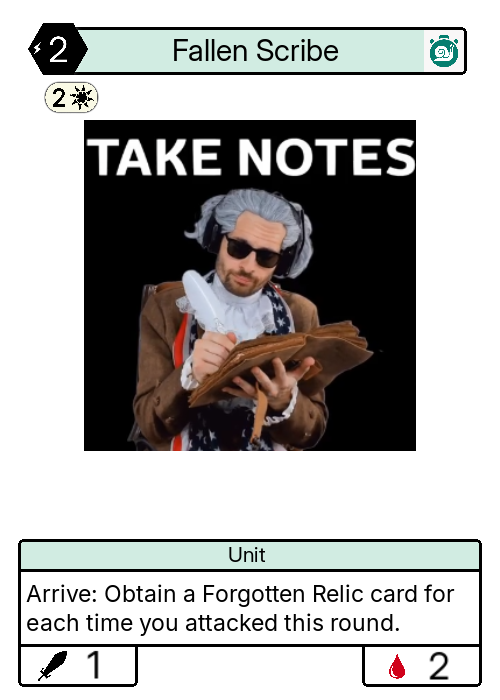 2
Fallen Scribe
2
TAKE NOTES
Unit
Arrive: Obtain a Forgotten Relic card for
each time you attacked this round.
1
2